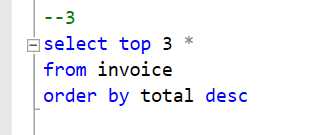 --3
select top 3 *
from invoice
order by total desc